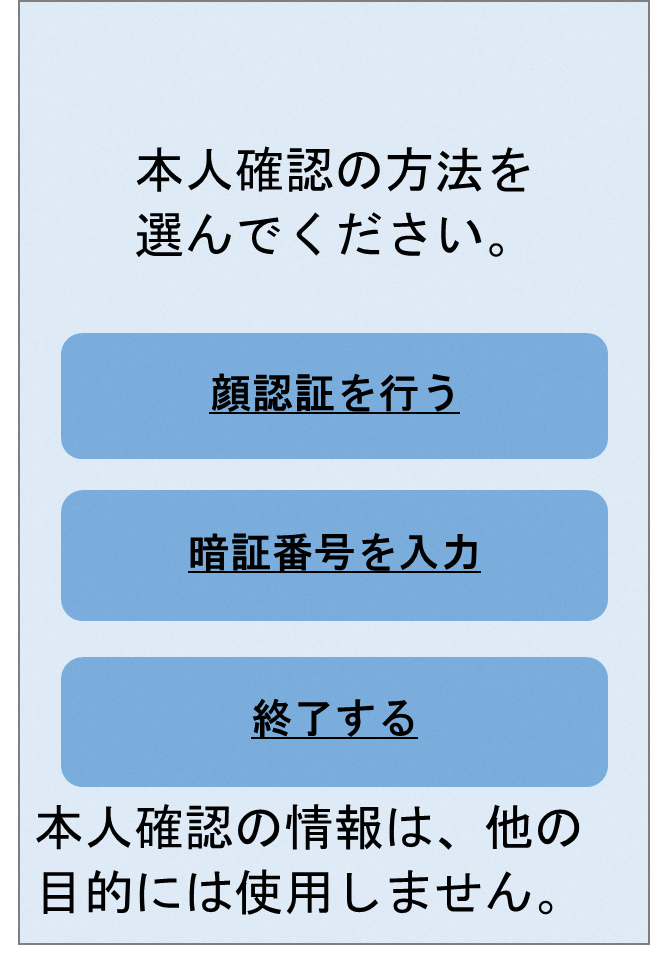 本人確認の方法を
選んでください。
顔認証を行う
暗証番号を入力
終了する
本人確認の情報は、他の
目的には使用しません。